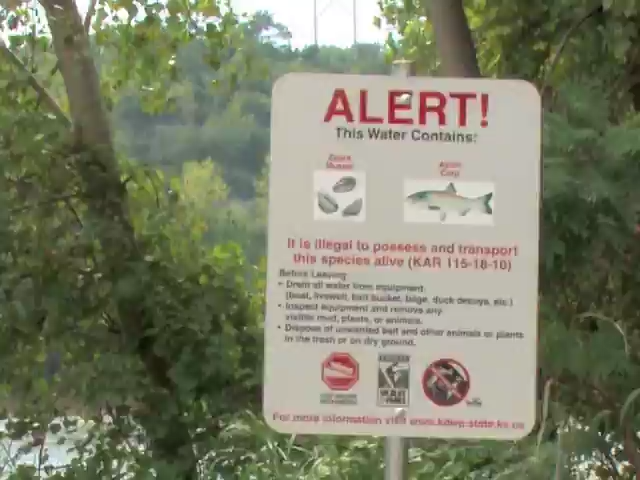 ALERT!
This Water Contains:
Zebra Mussel
Asian Carp
It is illegal to possess and transport
this species alive (KAR 115-18-10)
Before Leaving
• Drain all water from equipment.
(boat, livewell, bait bucket, bilge, duck decoys, etc.)
• Inspect equipment and remove any
visible mud, plants, or animals.
• Dispose of unwanted bait and other animals or plants
in the trash or on dry ground.
For more information visit www.kdwp.state.ks.us